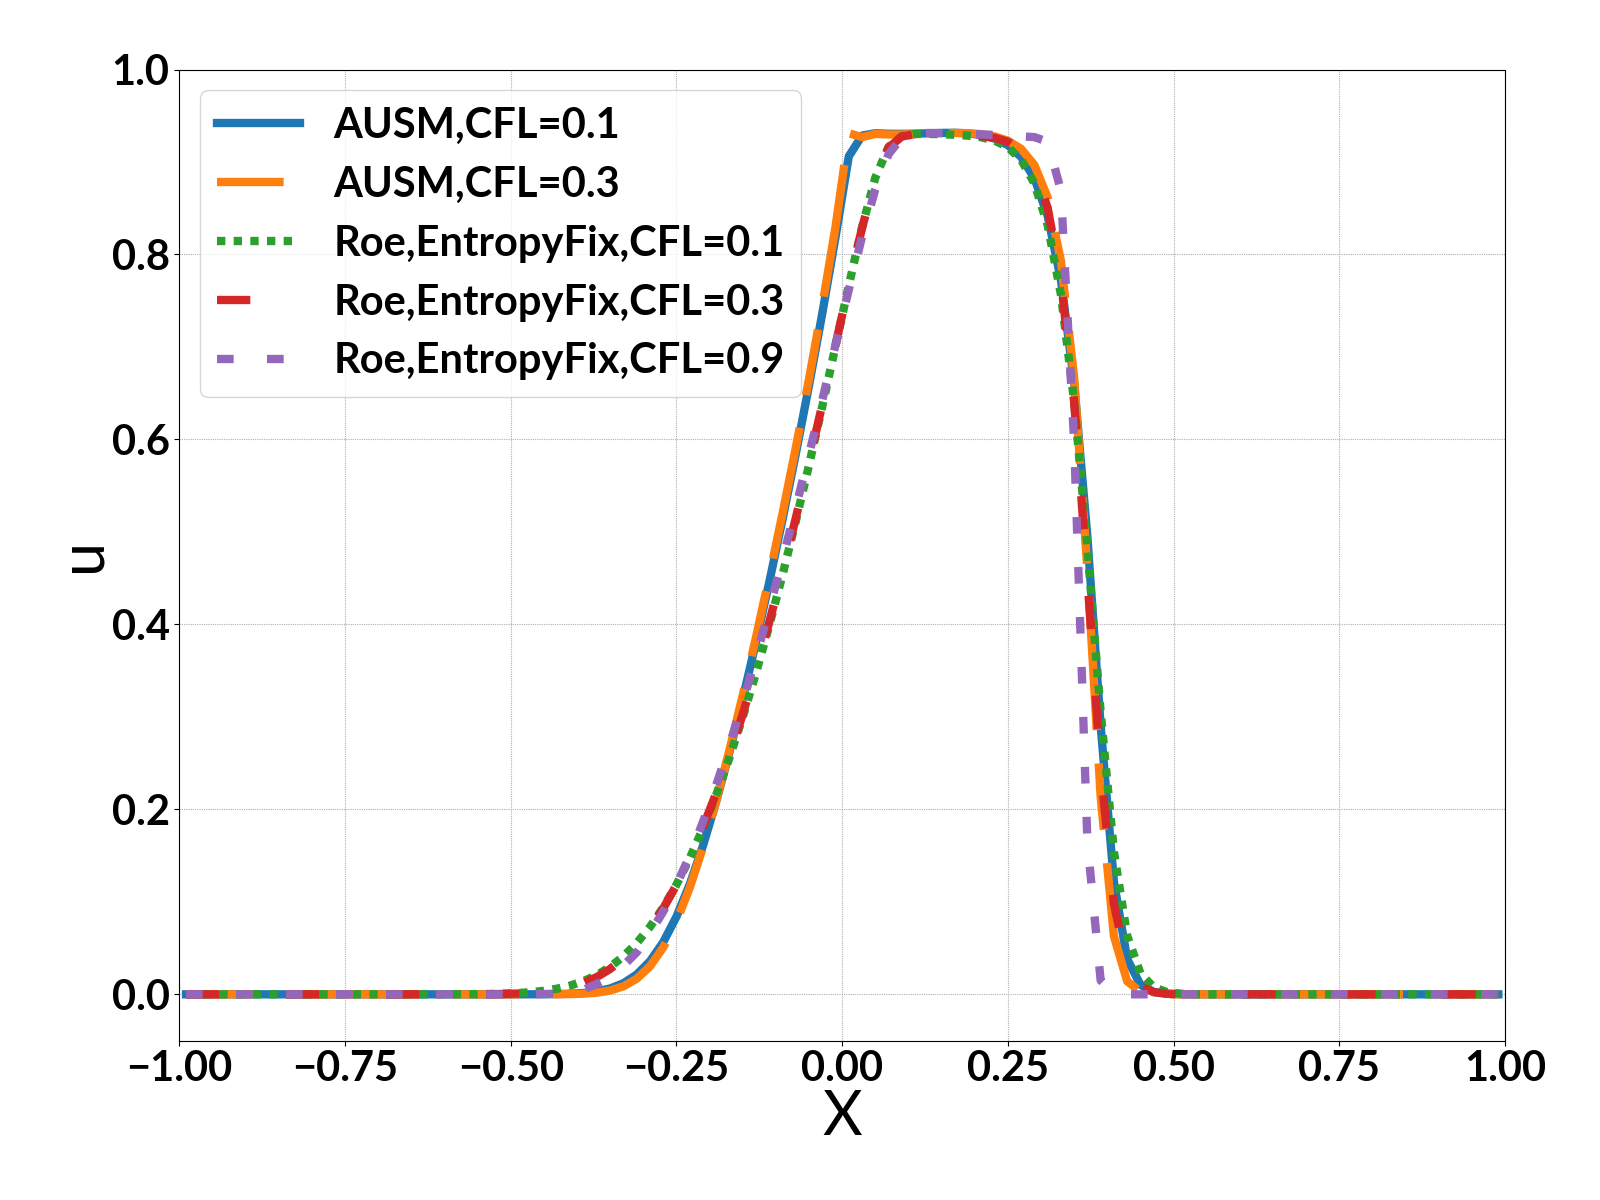 1.0
0.8
0.6
0.4
0.2
0.0
u
AUSM,CFL=0.1
AUSM,CFL=0.3
Roe,EntropyFix,CFL=0.1
Roe,EntropyFix,CFL=0.3
Roe,EntropyFix,CFL=0.9
−1.00 −0.75 −0.50 −0.25 0.00 0.25 0.50 0.75 1.00
X